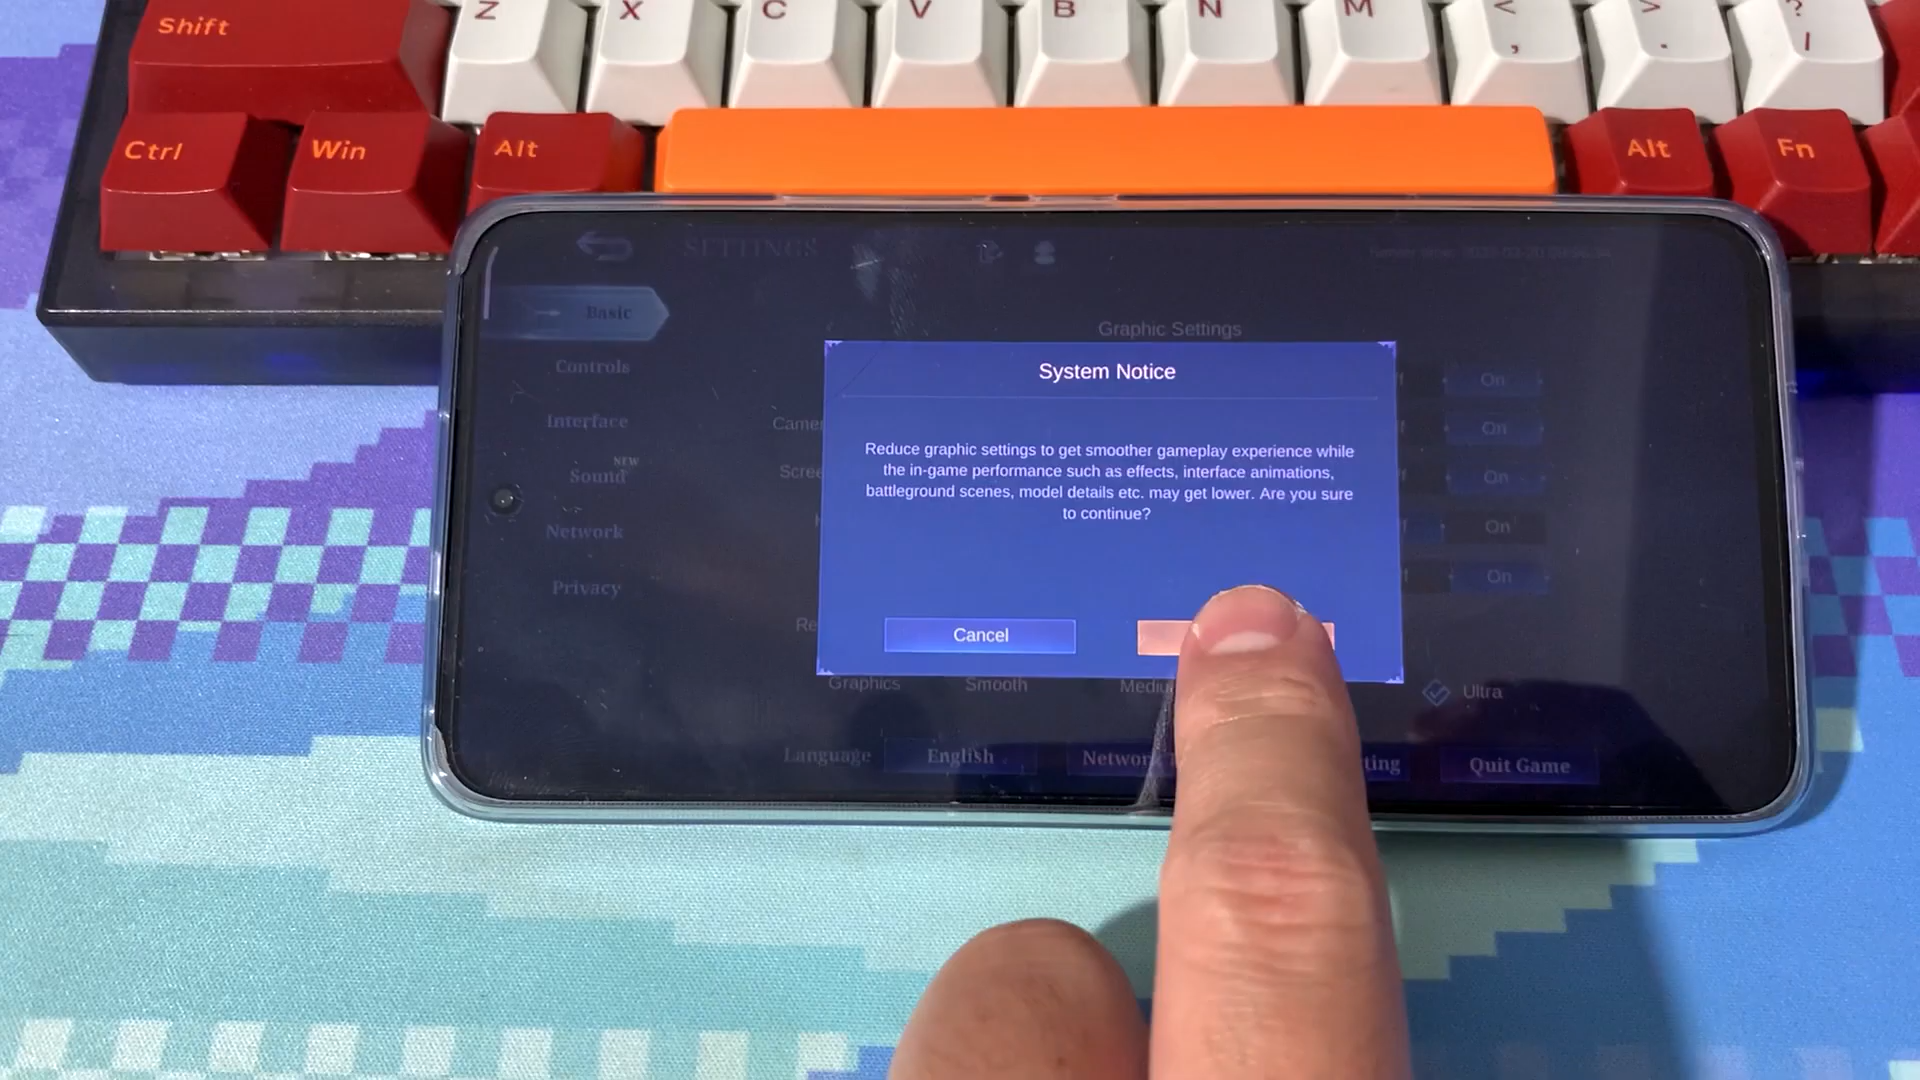 Shift
Z X C V B N M < , > . ? /
Ctrl Win Alt Alt Fn
SETTINGS
Basic
Controls
Interface
NEW
Sound
Network
Privacy
Graphic Settings
On
On
On
On
On
System Notice
Reduce graphic settings to get smoother gameplay experience while
the in-game performance such as effects, interface animations,
battleground scenes, model details etc. may get lower. Are you sure
to continue?
Cancel
Graphics Smooth Ultra
Language English Quit Game